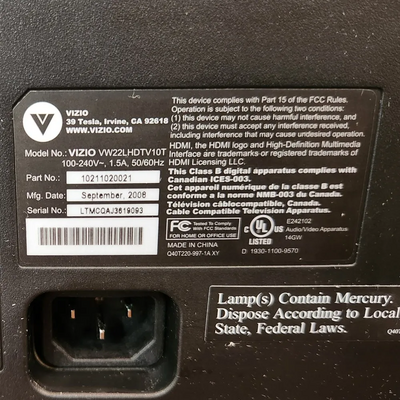 V
VIZIO
39 Tesla, Irvine, CA 92618
WWW.VIZIO.COM
Model No.: VIZIO VW22LHDTV10T
100-240V~, 1.5A, 50/60Hz
Part No.: 10211020021
Mfg. Date: September, 2008
Serial No.: LTMCQAJ3619093
This device complies with Part 15 of the FCC Rules.
Operation is subject to the following two conditions:
(1) this device may not cause harmful interference, and
(2) this device must accept any interference received,
including interference that may cause undesired operation.
HDMI, the HDMI logo and High-Definition Multimedia
Interface are trademarks or registered trademarks of
HDMI Licensing LLC.
This Class B digital apparatus complies with
Canadian ICES-003.
Cet appareil numérique de la classe B est
conforme à la norme NMB-003 du Canada.
Télévision câblocompatible, Canada.
Cable Compatible Television Apparatus.
FC
Tested To Comply
With FCC Standards
FOR HOME OR OFFICE USE
MADE IN CHINA
Q40T220-997-1A XY
c UL US
LISTED
E242102
Audio/Video Apparatus
14GW
D: 1930-1100-9570
Lamp(s) Contain Mercury.
Dispose According to Local
State, Federal Laws.
Q40T